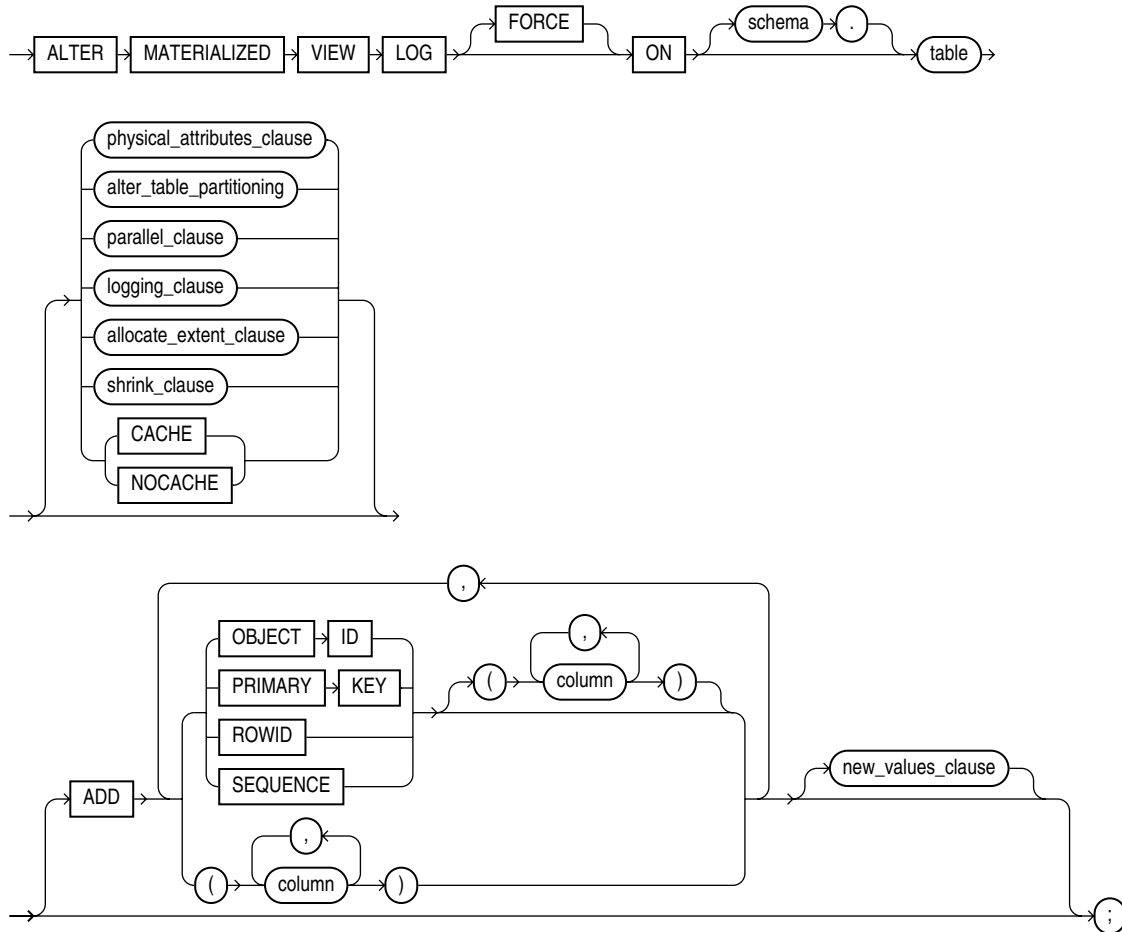 ALTER MATERIALIZED VIEW LOG FORCE ON schema . table
physical_attributes_clause
alter_table_partitioning
parallel_clause
logging_clause
allocate_extent_clause
shrink_clause
CACHE
NOCACHE
,
OBJECT ID
PRIMARY KEY
ROWID
SEQUENCE
,
( column )
ADD
new_values_clause
,
( column )
;